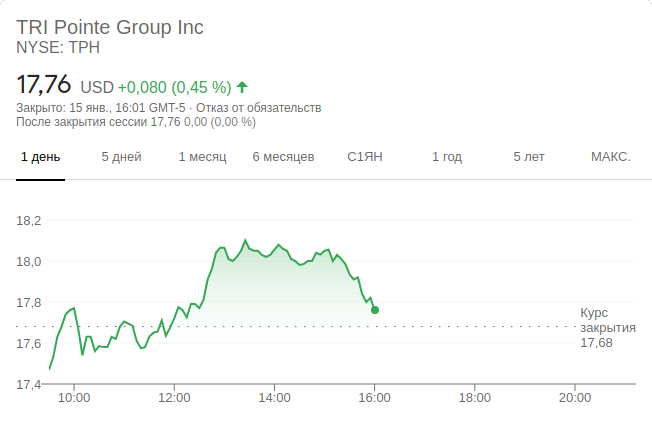 TRI Pointe Group Inc
NYSE: TPH
17,76 USD +0,080 (0,45 %)
Закрыто: 15 янв., 16:01 GMT-5 · Отказ от обязательств
После закрытия сессии 17,76 0,00 (0,00 %)
1 день 5 дней 1 месяц 6 месяцев С1ЯН 1 год 5 лет МАКС.
18,2
18,0
17,8
Курс
закрытия
17,68
17,6
17,4
10:00 12:00 14:00 16:00 18:00 20:00